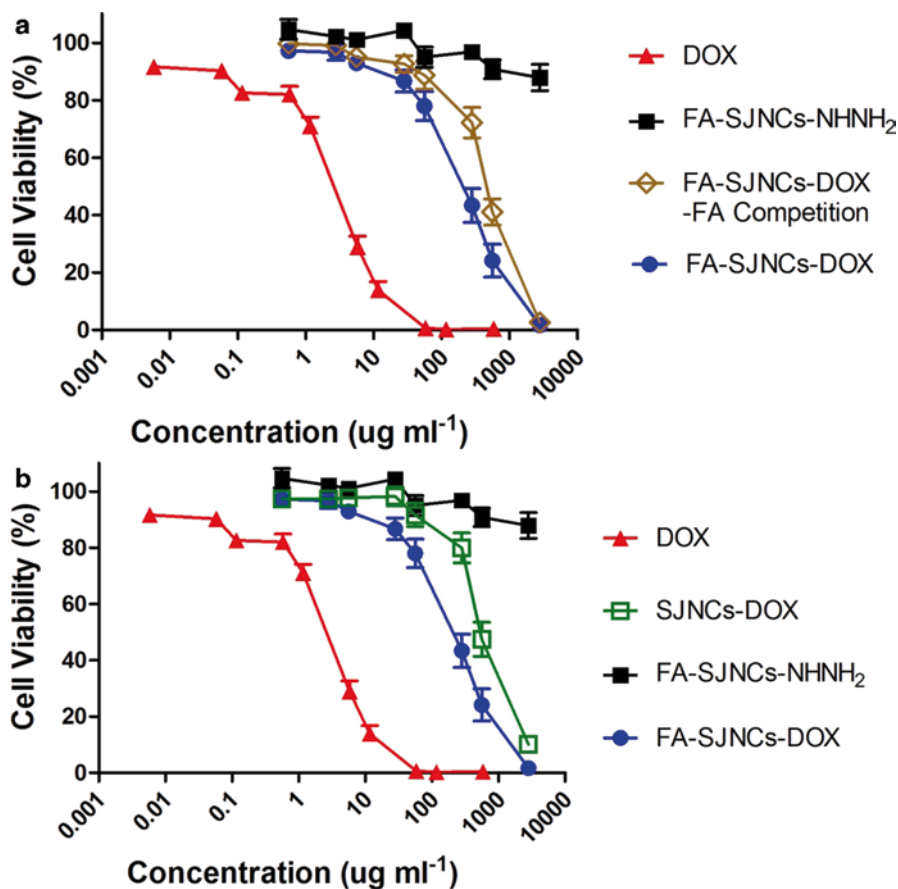 a
100
80
60
40
20
0
Cell Viability (%)
0.001
0.01
0.1
1
10
100
1000
10000
Concentration (ug ml⁻¹)
DOX
FA-SJNCs-NHNH₂
FA-SJNCs-DOX
-FA Competition
FA-SJNCs-DOX
b
100
80
60
40
20
0
Cell Viability (%)
0.001
0.01
0.1
1
10
100
1000
10000
Concentration (ug ml⁻¹)
DOX
SJNCs-DOX
FA-SJNCs-NHNH₂
FA-SJNCs-DOX